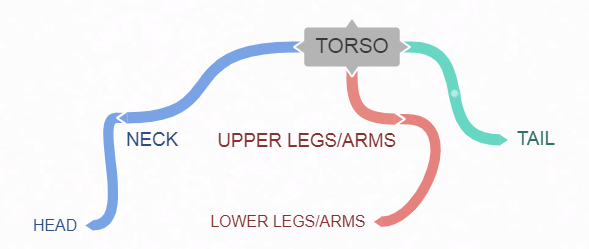 TORSO
NECK
UPPER LEGS/ARMS
TAIL
HEAD
LOWER LEGS/ARMS